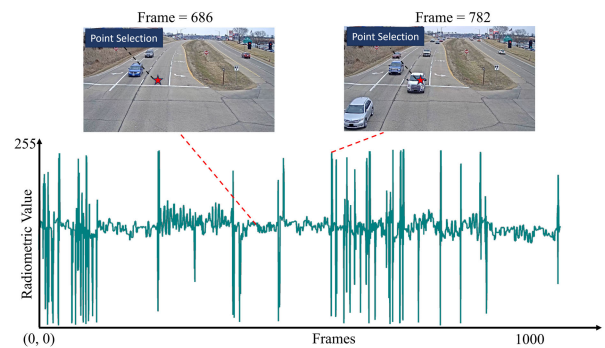 Frame = 686
Frame = 782
Point Selection
Point Selection
255
Radiometric Value
(0, 0)
Frames
1000